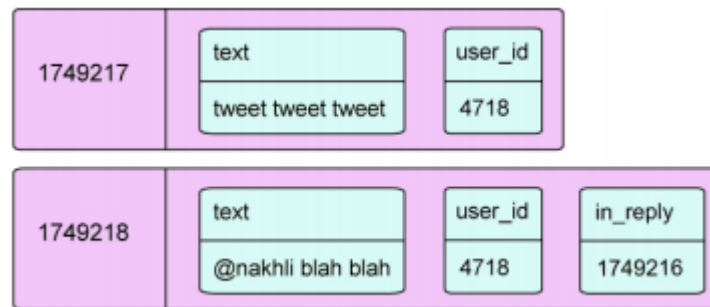 text user_id
1749217
tweet tweet tweet 4718
text user_id in_reply
1749218
@nakhli blah blah 4718 1749216